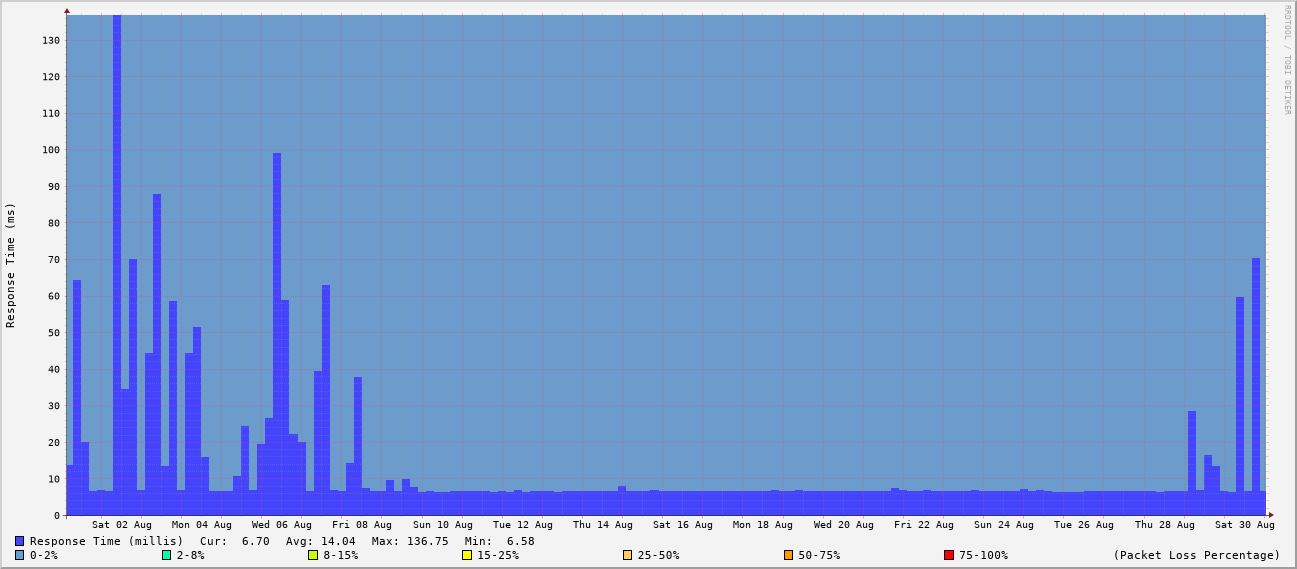 RRDTOOL / TOBI OETIKER
Response Time (ms)
130
120
110
100
90
80
70
60
50
40
30
20
10
0
Sat 02 Aug Mon 04 Aug Wed 06 Aug Fri 08 Aug Sun 10 Aug Tue 12 Aug Thu 14 Aug Sat 16 Aug Mon 18 Aug Wed 20 Aug Fri 22 Aug Sun 24 Aug Tue 26 Aug Thu 28 Aug Sat 30 Aug
Response Time (millis) Cur: 6.70 Avg: 14.04 Max: 136.75 Min: 6.58
0-2% 2-8% 8-15% 15-25% 25-50% 50-75% 75-100% (Packet Loss Percentage)